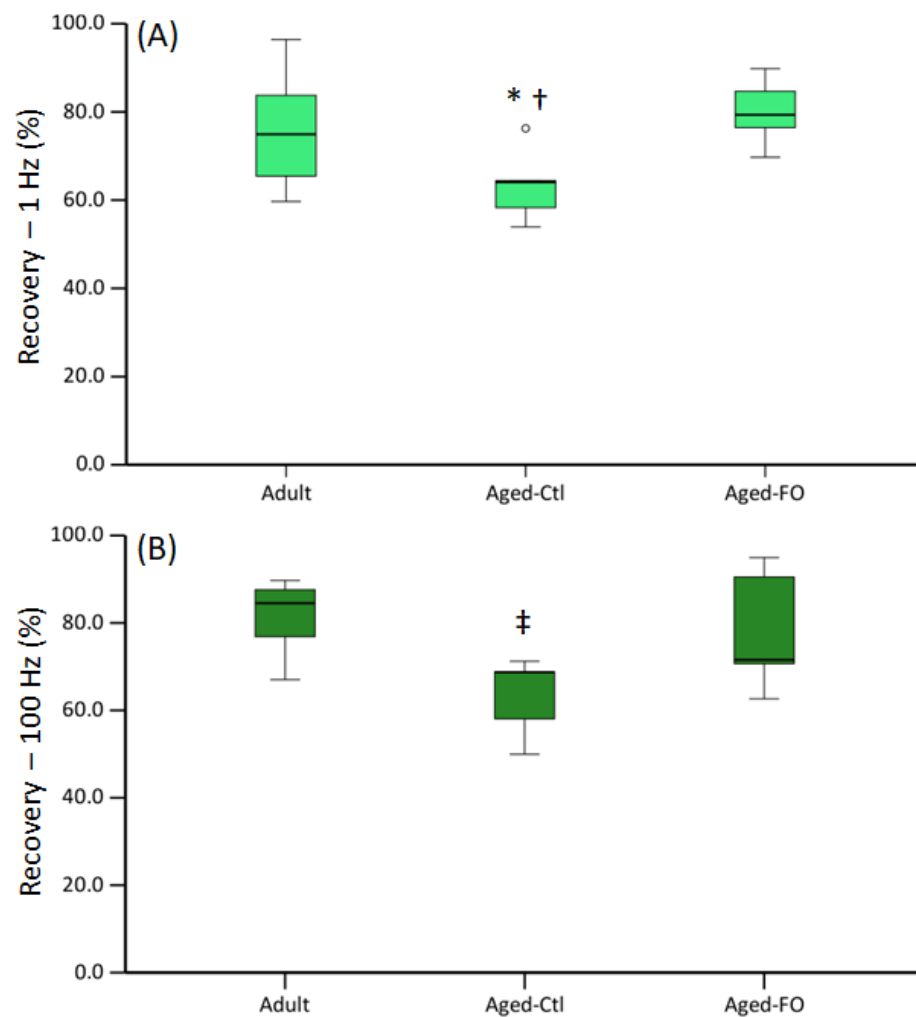 (A)
Recovery – 1 Hz (%)
100.0
80.0
60.0
40.0
20.0
0.0
* †
Adult
Aged-Ctl
Aged-FO
(B)
Recovery – 100 Hz (%)
100.0
80.0
60.0
40.0
20.0
0.0
‡
Adult
Aged-Ctl
Aged-FO